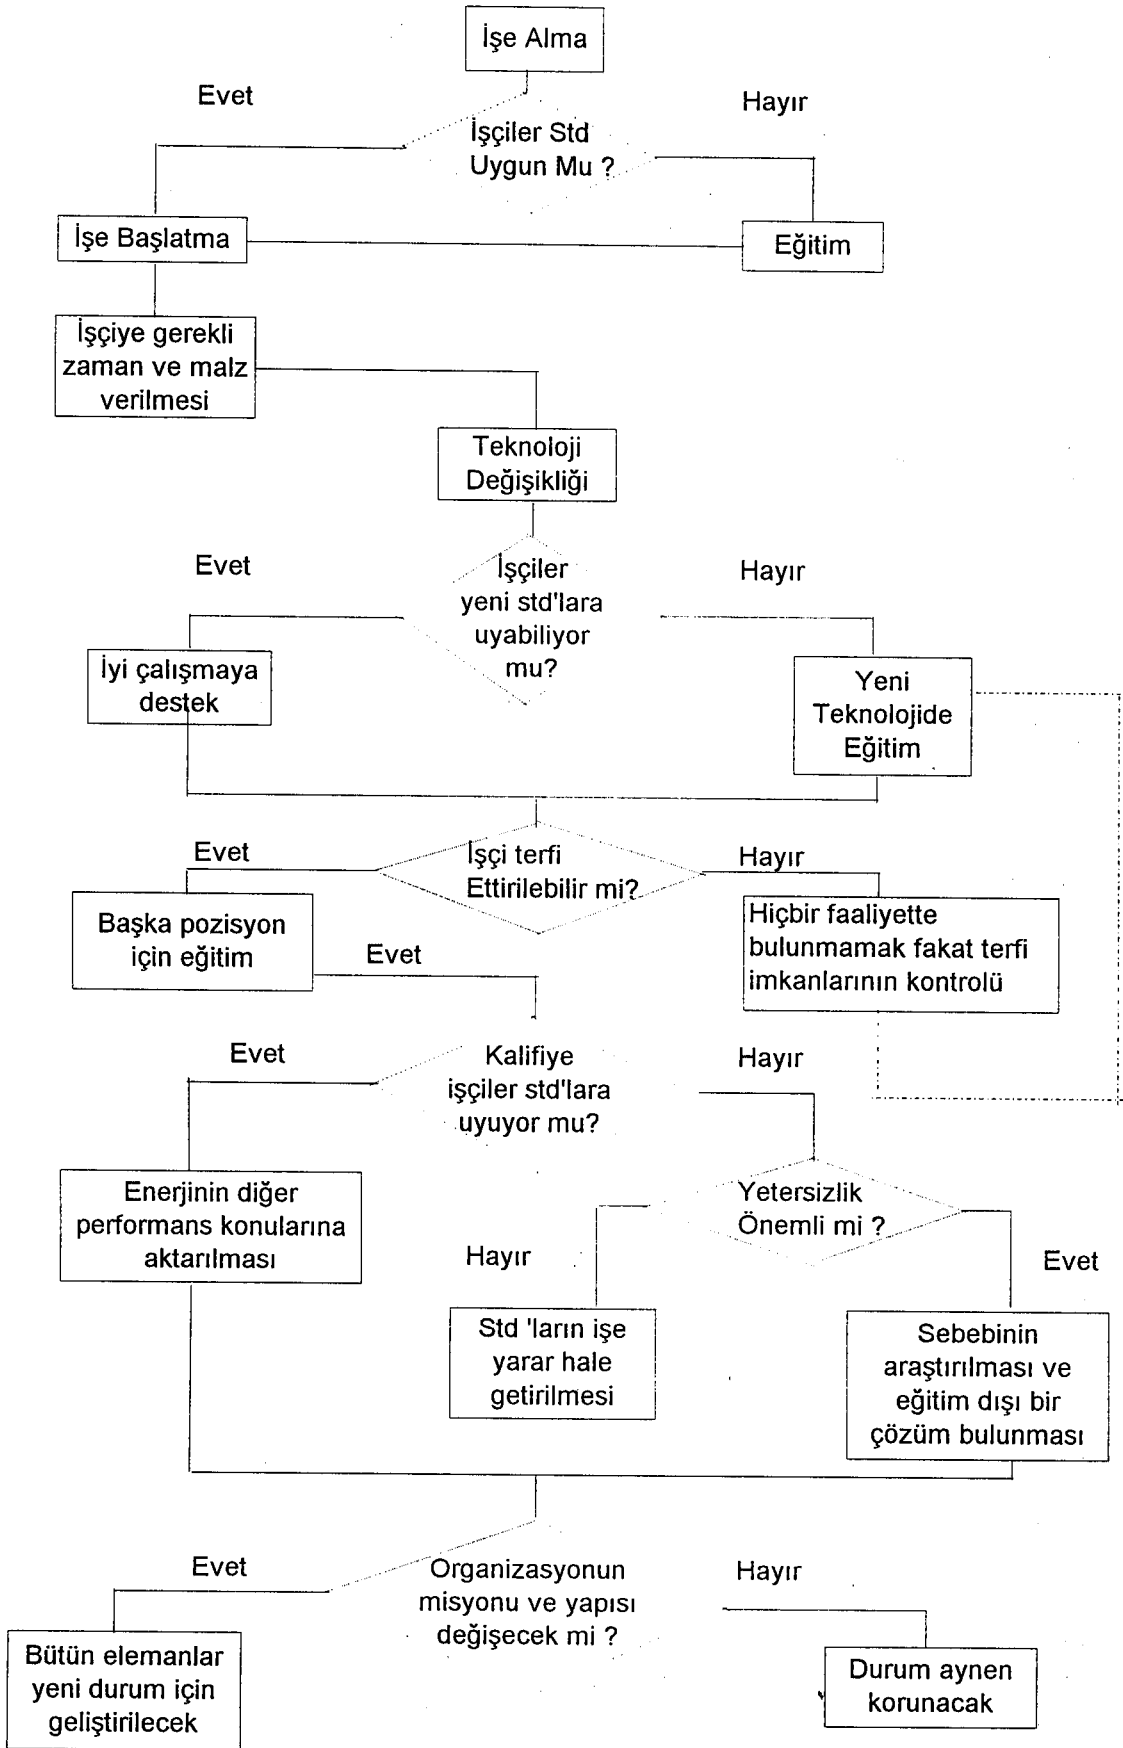 İşe Alma
Evet
Hayır
İşçiler Std
Uygun Mu ?
İşe Başlatma
Eğitim
İşçiye gerekli
zaman ve malz
verilmesi
Teknoloji
Değişikliği
Evet
Hayır
İşçiler
yeni std'lara
uyabiliyor
mu?
İyi çalışmaya
destek
Yeni
Teknolojide
Eğitim
Evet
Hayır
İşçi terfi
Ettirilebilir mi?
Başka pozisyon
için eğitim
Hiçbir faaliyette
bulunmamak fakat terfi
imkanlarının kontrolü
Evet
Evet
Hayır
Kalifiye
işçiler std'lara
uyuyor mu?
Enerjinin diğer
performans konularına
aktarılması
Yetersizlik
Önemli mi ?
Hayır
Evet
Std 'ların işe
yarar hale
getirilmesi
Sebebinin
araştırılması ve
eğitim dışı bir
çözüm bulunması
Evet
Hayır
Organizasyonun
misyonu ve yapısı
değişecek mi ?
Bütün elemanlar
yeni durum için
geliştirilecek
Durum aynen
korunacak